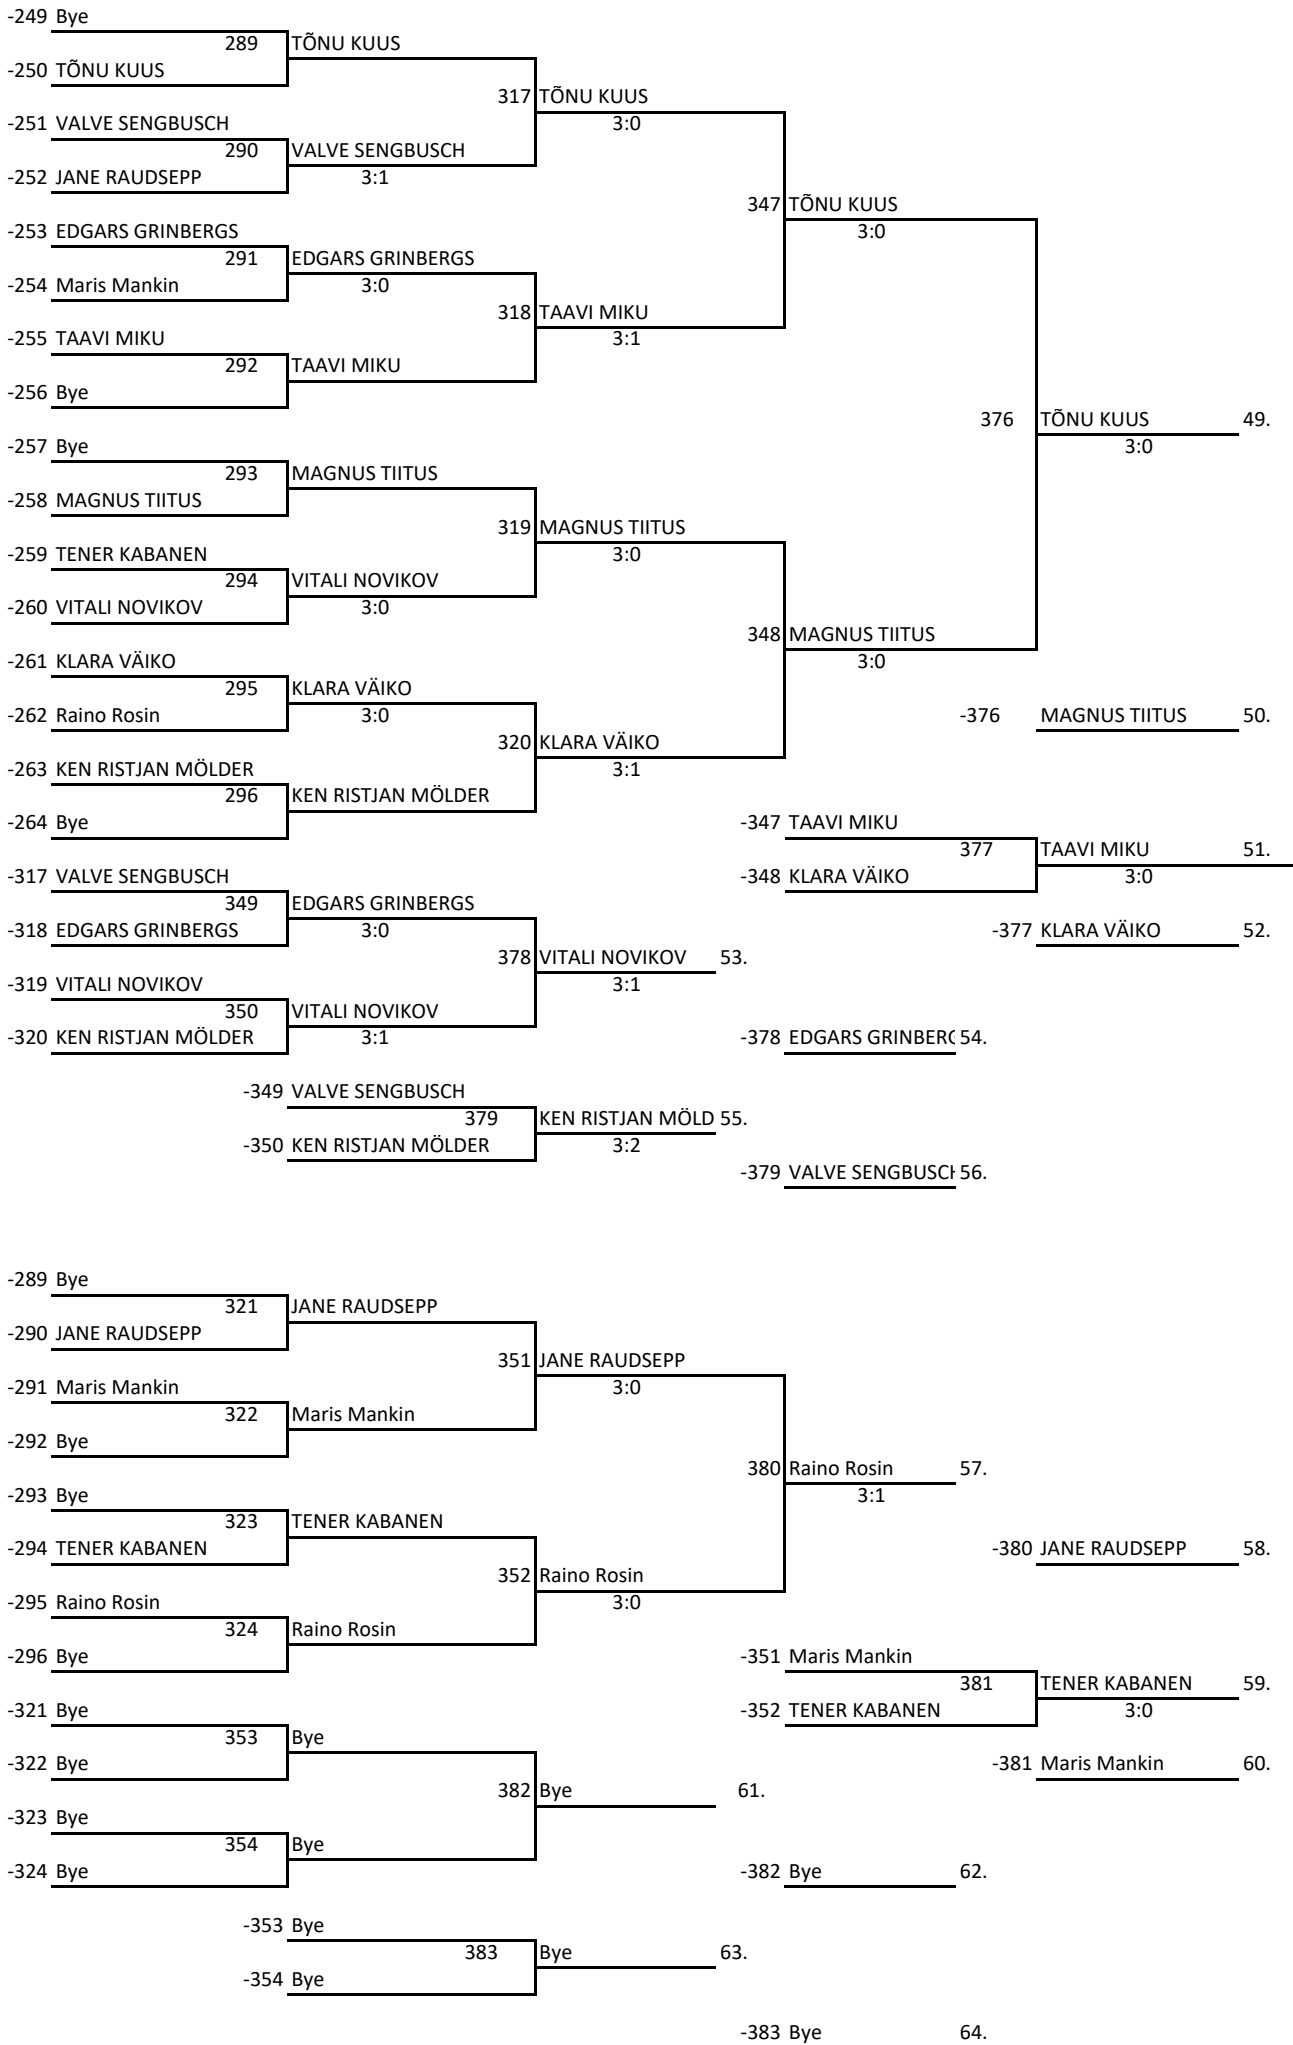 -249 Bye
289 TÕNU KUUS
-250 TÕNU KUUS
317 TÕNU KUUS
-251 VALVE SENGBUSCH 3:0
290 VALVE SENGBUSCH
-252 JANE RAUDSEPP 3:1
347 TÕNU KUUS
-253 EDGARS GRINBERGS 3:0
291 EDGARS GRINBERGS
-254 Maris Mankin 3:0
318 TAAVI MIKU
-255 TAAVI MIKU 3:1
292 TAAVI MIKU
-256 Bye
376 TÕNU KUUS 49.
-257 Bye 3:0
293 MAGNUS TIITUS
-258 MAGNUS TIITUS
319 MAGNUS TIITUS
-259 TENER KABANEN 3:0
294 VITALI NOVIKOV
-260 VITALI NOVIKOV 3:0
348 MAGNUS TIITUS
-261 KLARA VÄIKO 3:0
295 KLARA VÄIKO
-262 Raino Rosin 3:0 -376 MAGNUS TIITUS 50.
320 KLARA VÄIKO
-263 KEN RISTJAN MÖLDER 3:1
296 KEN RISTJAN MÖLDER
-264 Bye -347 TAAVI MIKU
377 TAAVI MIKU 51.
-317 VALVE SENGBUSCH -348 KLARA VÄIKO 3:0
349 EDGARS GRINBERGS
-318 EDGARS GRINBERGS 3:0 -377 KLARA VÄIKO 52.
378 VITALI NOVIKOV 53.
-319 VITALI NOVIKOV 3:1
350 VITALI NOVIKOV
-320 KEN RISTJAN MÖLDER 3:1 -378 EDGARS GRINBERG 54.
-349 VALVE SENGBUSCH
379 KEN RISTJAN MÖLD 55.
-350 KEN RISTJAN MÖLDER 3:2
-379 VALVE SENGBUSCH 56.
-289 Bye
321 JANE RAUDSEPP
-290 JANE RAUDSEPP
351 JANE RAUDSEPP
-291 Maris Mankin 3:0
322 Maris Mankin
-292 Bye
380 Raino Rosin 57.
-293 Bye 3:1
323 TENER KABANEN
-294 TENER KABANEN -380 JANE RAUDSEPP 58.
352 Raino Rosin
-295 Raino Rosin 3:0
324 Raino Rosin
-296 Bye -351 Maris Mankin
381 TENER KABANEN 59.
-321 Bye -352 TENER KABANEN 3:0
353 Bye
-322 Bye -381 Maris Mankin 60.
382 Bye 61.
-323 Bye
354 Bye
-324 Bye -382 Bye 62.
-353 Bye
383 Bye 63.
-354 Bye
-383 Bye 64.